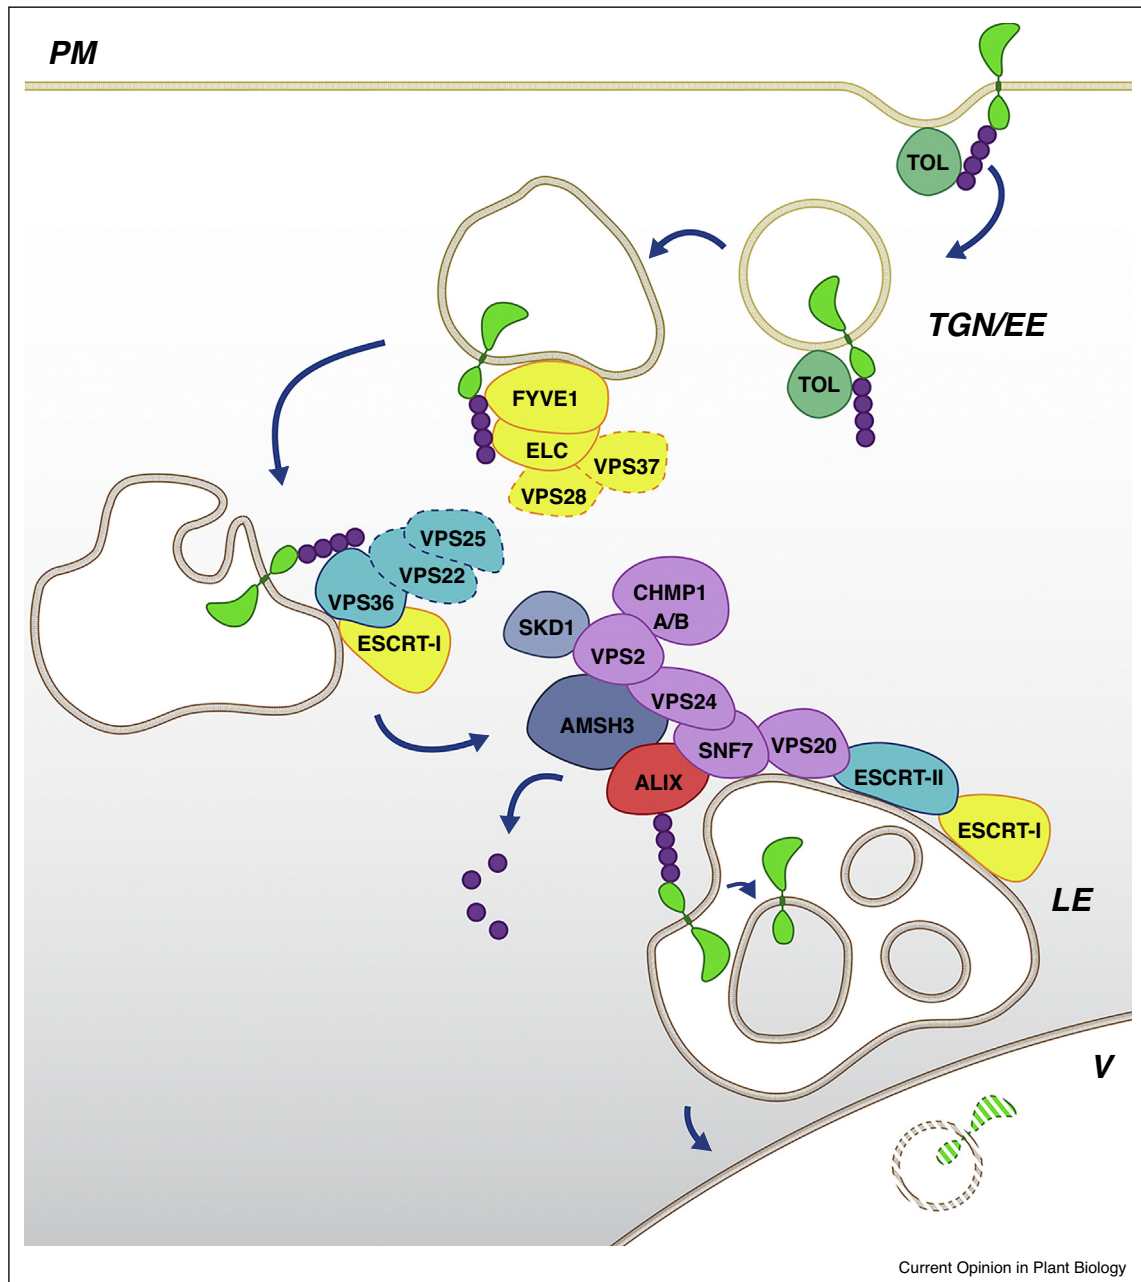 PM
TOL
TGN/EE
TOL
FYVE1
ELC
VPS37
VPS28
VPS25
VPS22
VPS36
ESCRT-I
CHMP1
A/B
SKD1
VPS2
VPS24
AMSH3
SNF7
VPS20
ALIX
ESCRT-II
ESCRT-I
LE
V
Current Opinion in Plant Biology